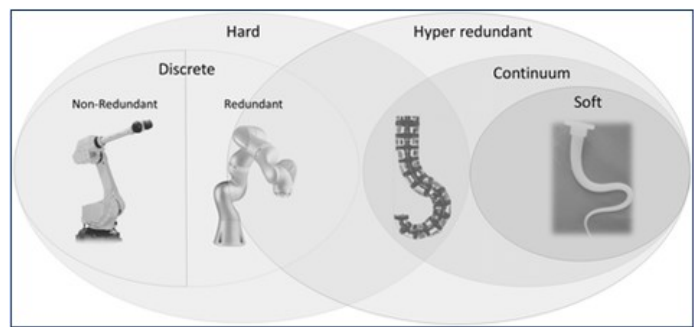 Hard
Hyper redundant
Discrete
Continuum
Non-Redundant
Redundant
Soft